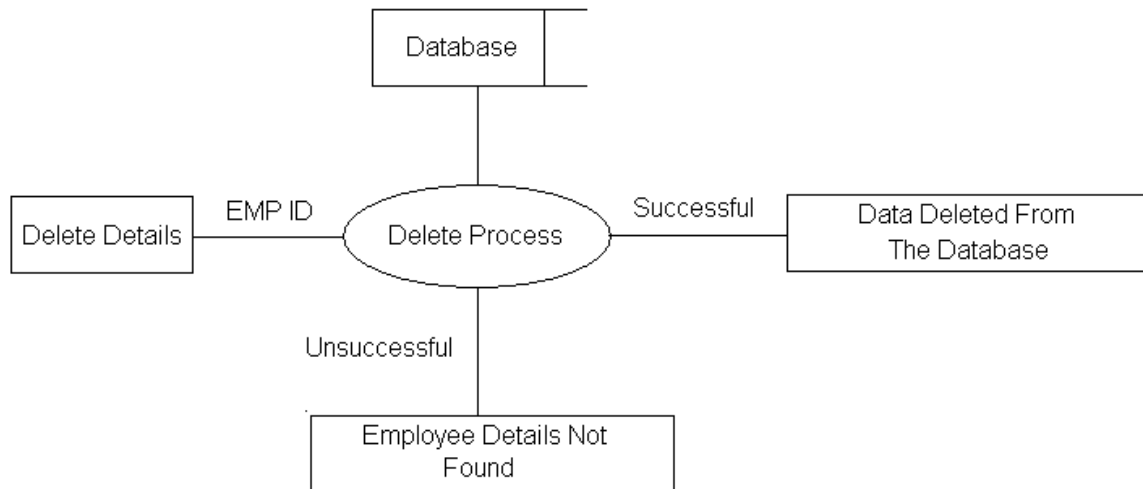 Database
EMP ID
Successful
Delete Details
Delete Process
Data Deleted From
The Database
Unsuccessful
Employee Details Not
Found